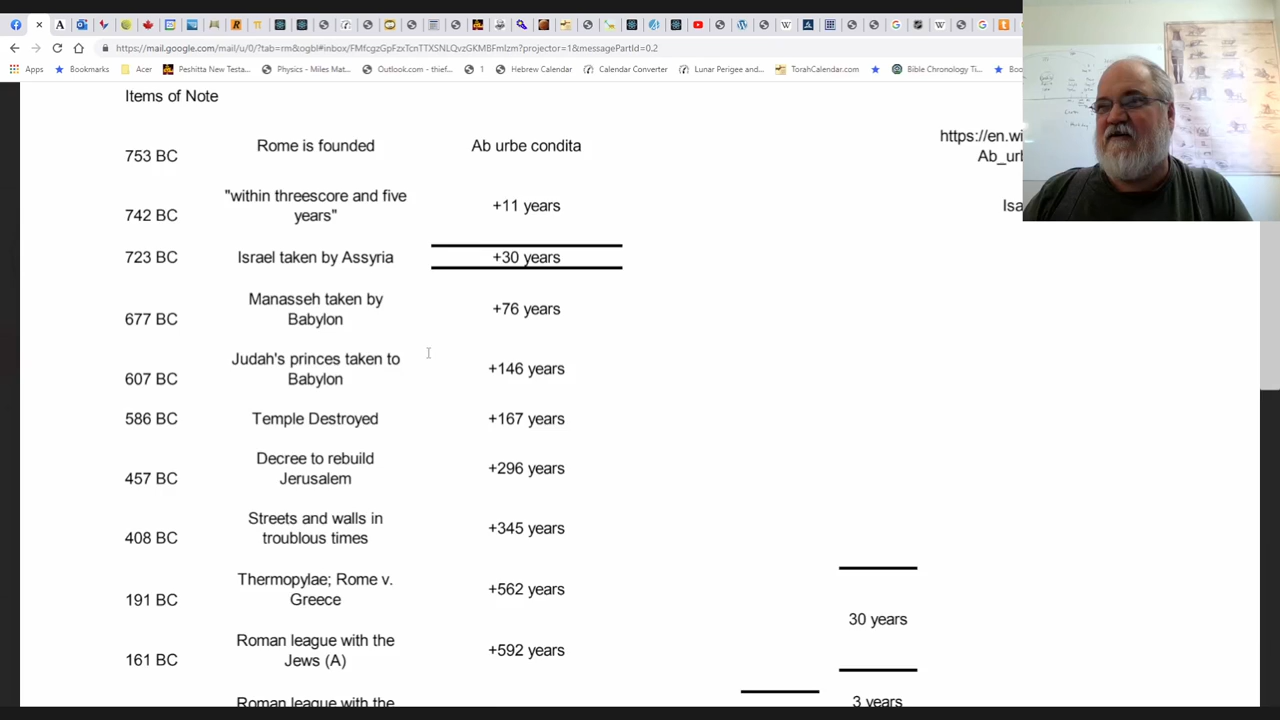 https://mail.google.com/mail/u/0/?tab=rm&ogbl#inbox/FMfcgzGpFzxTcnTTXSNLQvzGKMBFmlzm?projector=1&messagePartId=0.2
Apps Bookmarks Acer Peshitta New Testa... Physics - Miles Mat... Outlook.com - thief... Hebrew Calendar Calendar Converter Lunar Perigee and... TorahCalendar.com Bible Chronology Ti...
Items of Note
753 BC Rome is founded Ab urbe condita
https://en.wi
Ab_url
742 BC "within threescore and five
years" +11 years
Isa
723 BC Israel taken by Assyria +30 years
677 BC Manasseh taken by
Babylon +76 years
607 BC Judah's princes taken to
Babylon +146 years
586 BC Temple Destroyed +167 years
457 BC Decree to rebuild
Jerusalem +296 years
408 BC Streets and walls in
troublous times +345 years
191 BC Thermopylae; Rome v.
Greece +562 years
30 years
161 BC Roman league with the
Jews (A) +592 years
Roman league with the
3 years